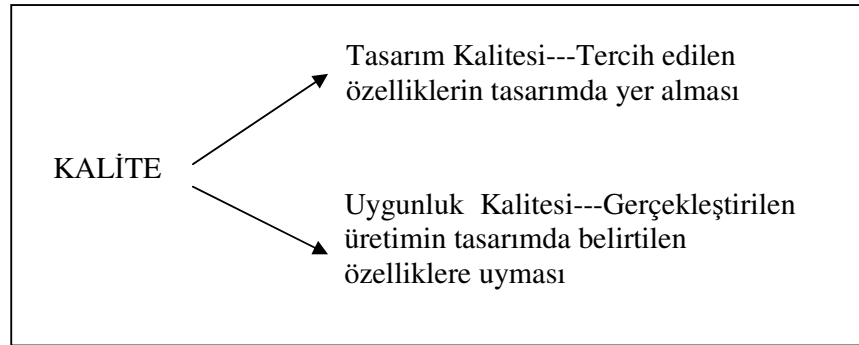 Tasarım Kalitesi---Tercih edilen
özelliklerin tasarımda yer alması
KALİTE
Uygunluk  Kalitesi---Gerçekleştirilen
üretimin tasarımda belirtilen
özelliklere uyması